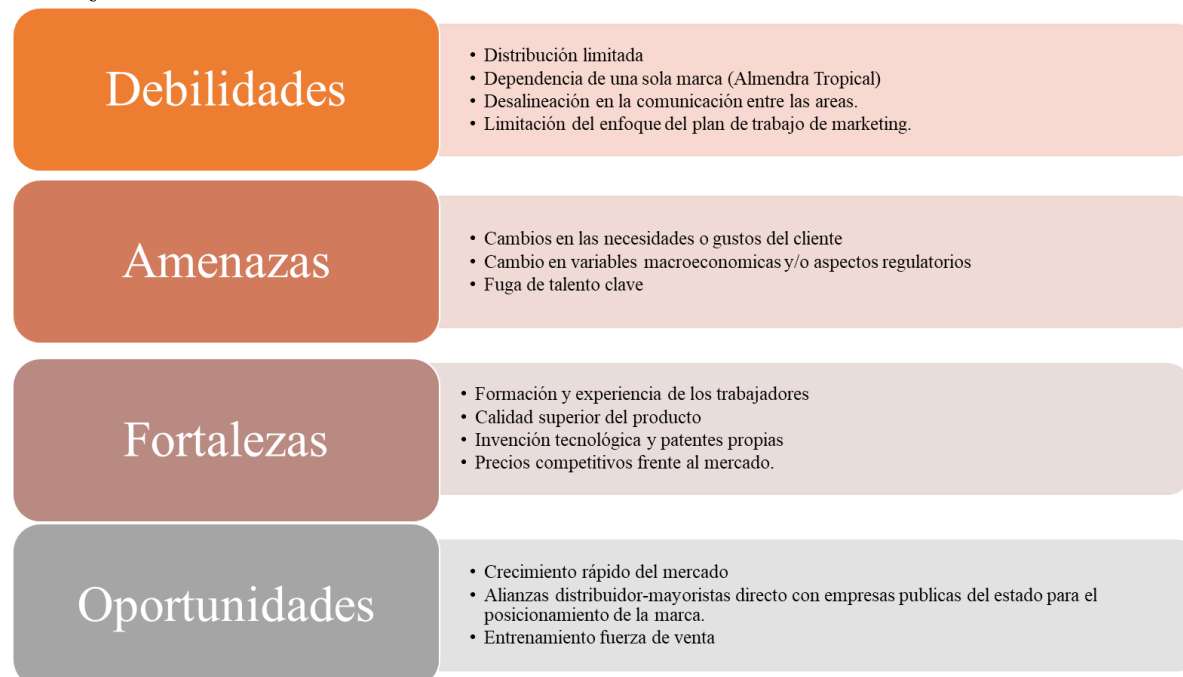 Debilidades
• Distribución limitada
• Dependencia de una sola marca (Almendra Tropical)
• Desalineación en la comunicación entre las areas.
• Limitación del enfoque del plan de trabajo de marketing.
Amenazas
• Cambios en las necesidades o gustos del cliente
• Cambio en variables macroeconomicas y/o aspectos regulatorios
• Fuga de talento clave
Fortalezas
• Formación y experiencia de los trabajadores
• Calidad superior del producto
• Invención tecnológica y patentes propias
• Precios competitivos frente al mercado.
Oportunidades
• Crecimiento rápido del mercado
• Alianzas distribuidor-mayoristas directo con empresas publicas del estado para el
posicionamiento de la marca.
• Entrenamiento fuerza de venta